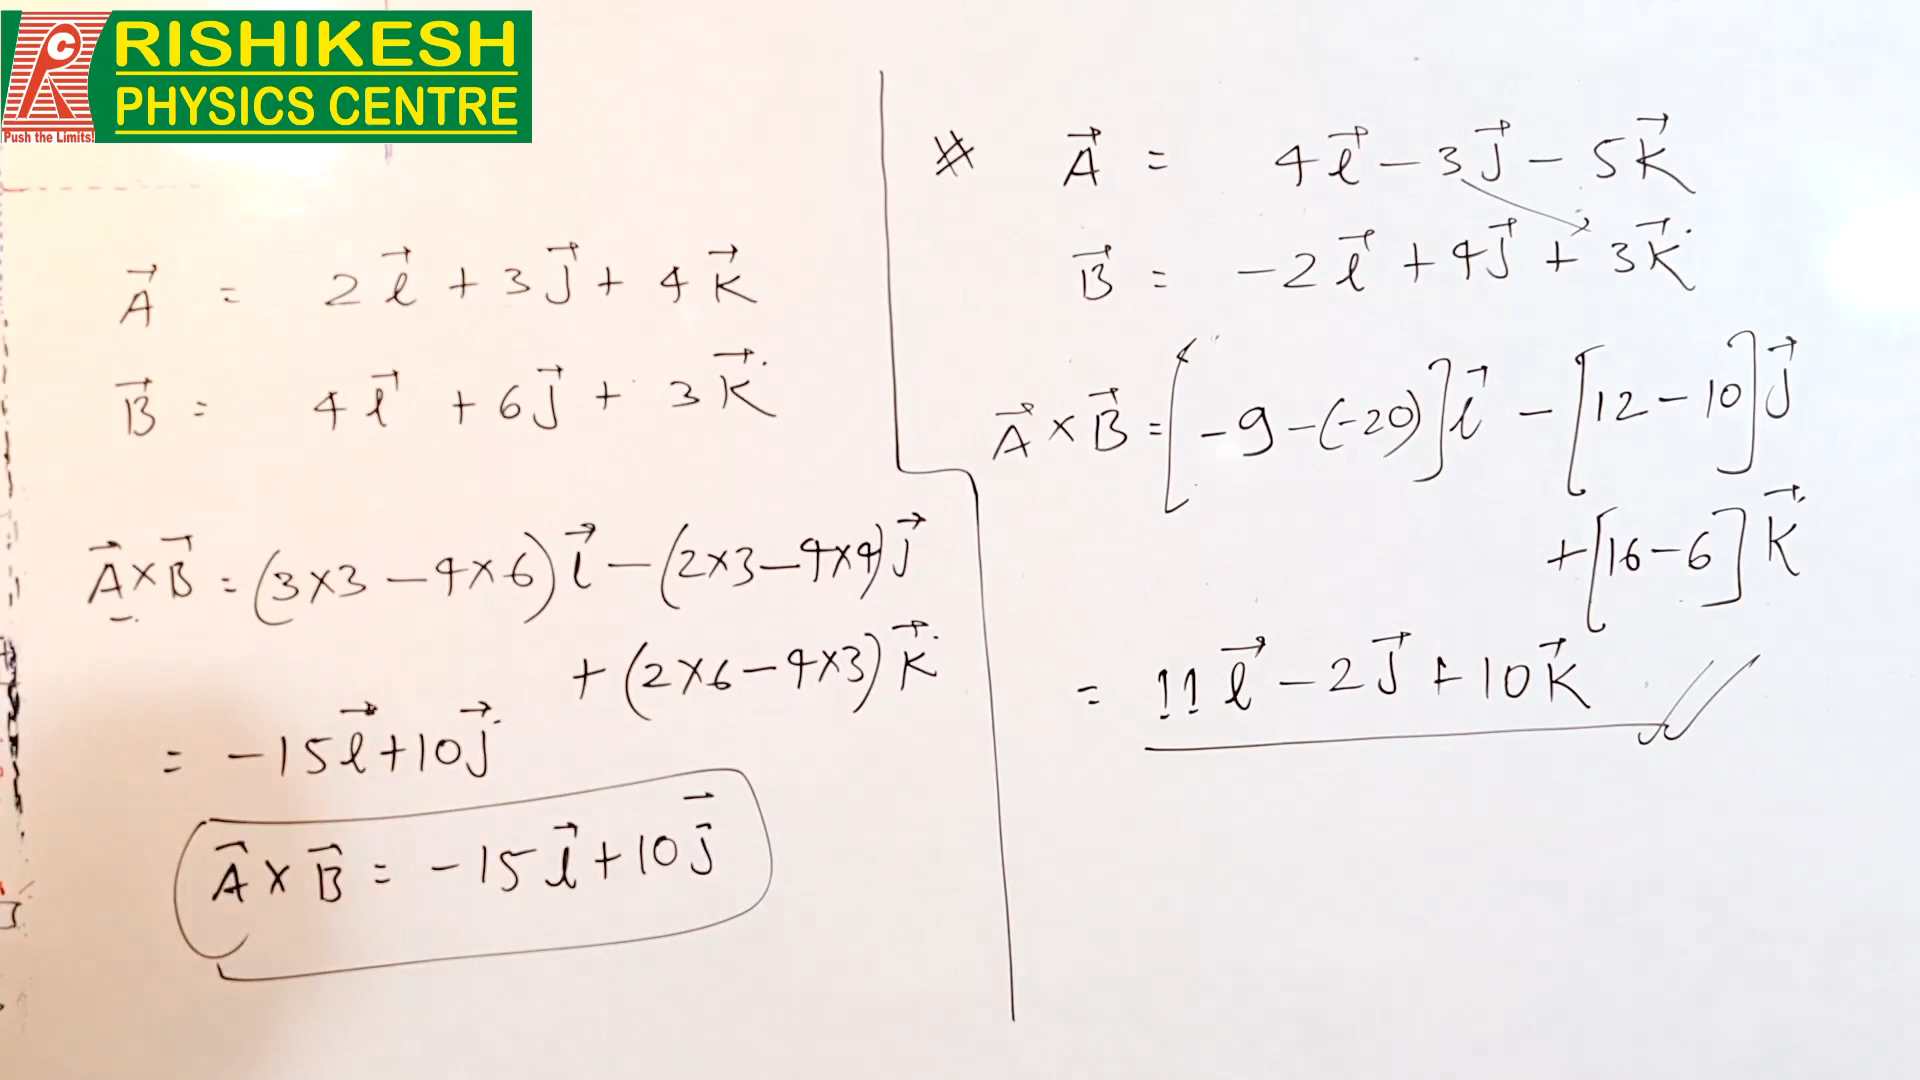 RISHIKESH
PHYSICS CENTRE
Push the Limits!
A⃗ = 2i⃗ + 3j⃗ + 4k⃗
B⃗ = 4i⃗ + 6j⃗ + 3k⃗
A⃗×B⃗ = (3×3 – 4×6) i⃗ – (2×3 – 4×4) j⃗
+ (2×6 – 4×3) k⃗
= –15i⃗ + 10j⃗
A⃗ × B⃗ = –15i⃗ + 10j⃗
# A⃗ = 4i⃗ – 3j⃗ – 5k⃗
B⃗ = –2i⃗ + 4j⃗ + 3k⃗
A⃗ × B⃗ = [–9 – (–20)] i⃗ – [12 – 10] j⃗
+ [16 – 6] k⃗
= 11i⃗ – 2j⃗ + 10k⃗